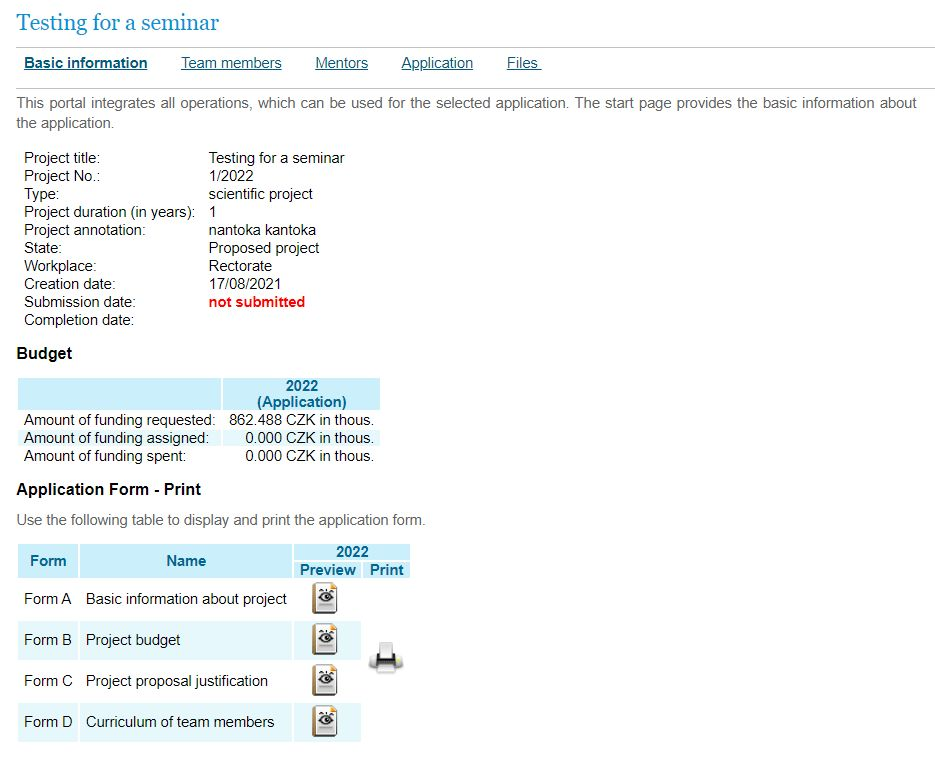 Testing for a seminar
Basic information Team members Mentors Application Files
This portal integrates all operations, which can be used for the selected application. The start page provides the basic information about
the application.
Project title: Testing for a seminar
Project No.: 1/2022
Type: scientific project
Project duration (in years): 1
Project annotation: nantoka kantoka
State: Proposed project
Workplace: Rectorate
Creation date: 17/08/2021
Submission date: not submitted
Completion date:
Budget
2022
(Application)
Amount of funding requested: 862.488 CZK in thous.
Amount of funding assigned: 0.000 CZK in thous.
Amount of funding spent: 0.000 CZK in thous.
Application Form - Print
Use the following table to display and print the application form.
Form Name 2022
Preview Print
Form A Basic information about project
Form B Project budget
Form C Project proposal justification
Form D Curriculum of team members